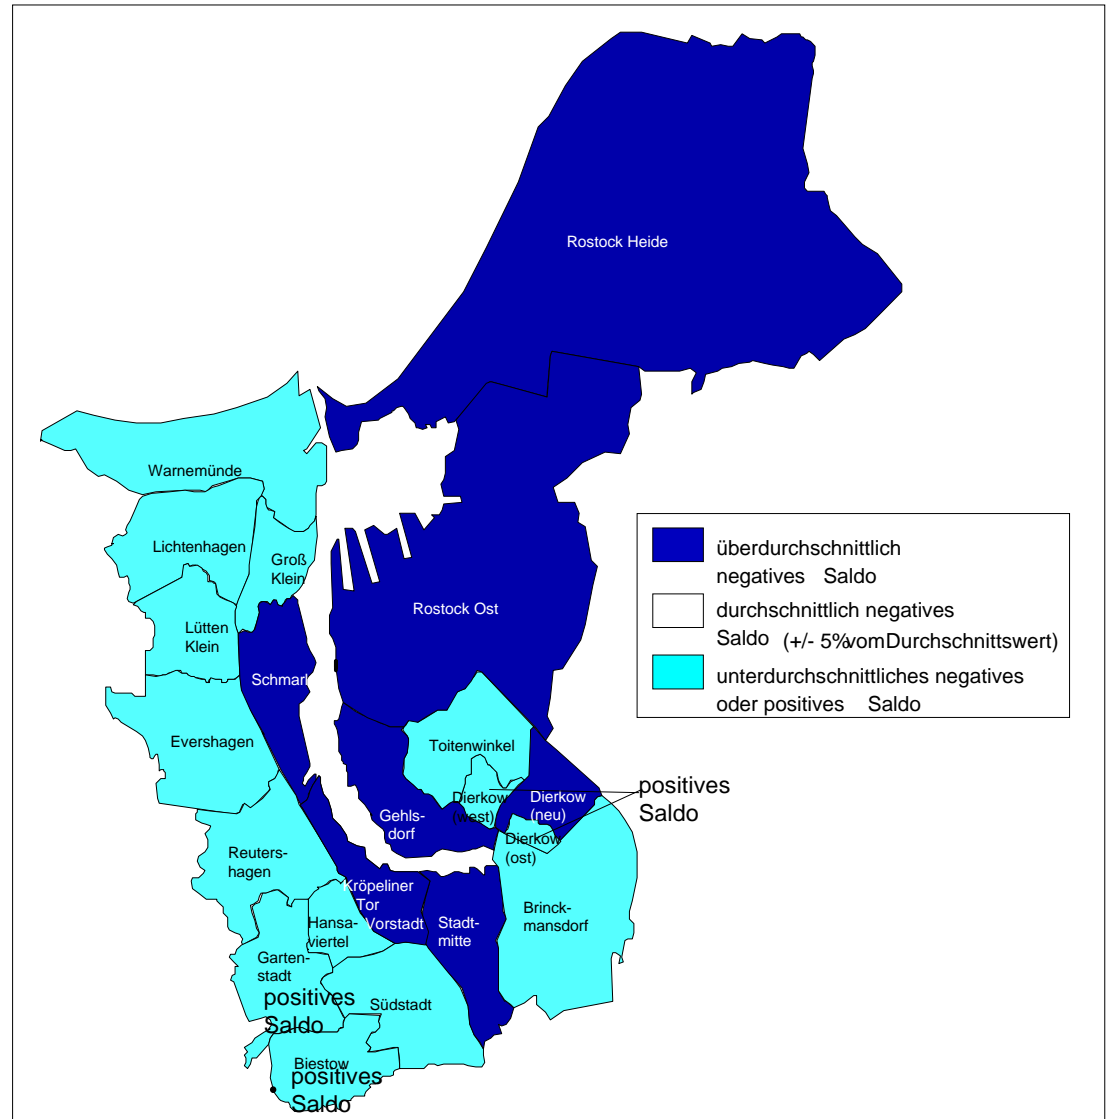 Rostock Heide
Warnemünde
Lichtenhagen
Groß
Klein
Lütten
Klein
Rostock Ost
Schmarl
Evershagen
Toitenwinkel
Dierkow
(west)
Dierkow
(neu)
Dierkow
(ost)
positives
Saldo
Gehls-
dorf
Reuters-
hagen
Kröpeliner
Tor
Vorstadt
Hansa-
viertel
Stadt-
mitte
Brinck-
mansdorf
Garten-
stadt
positives
Saldo
Südstadt
Biestow
positives
Saldo
überdurchschnittlich
negatives Saldo
durchschnittlich negatives
Saldo (+/- 5%vomDurchschnittswert)
unterdurchschnittliches negatives
oder positives Saldo